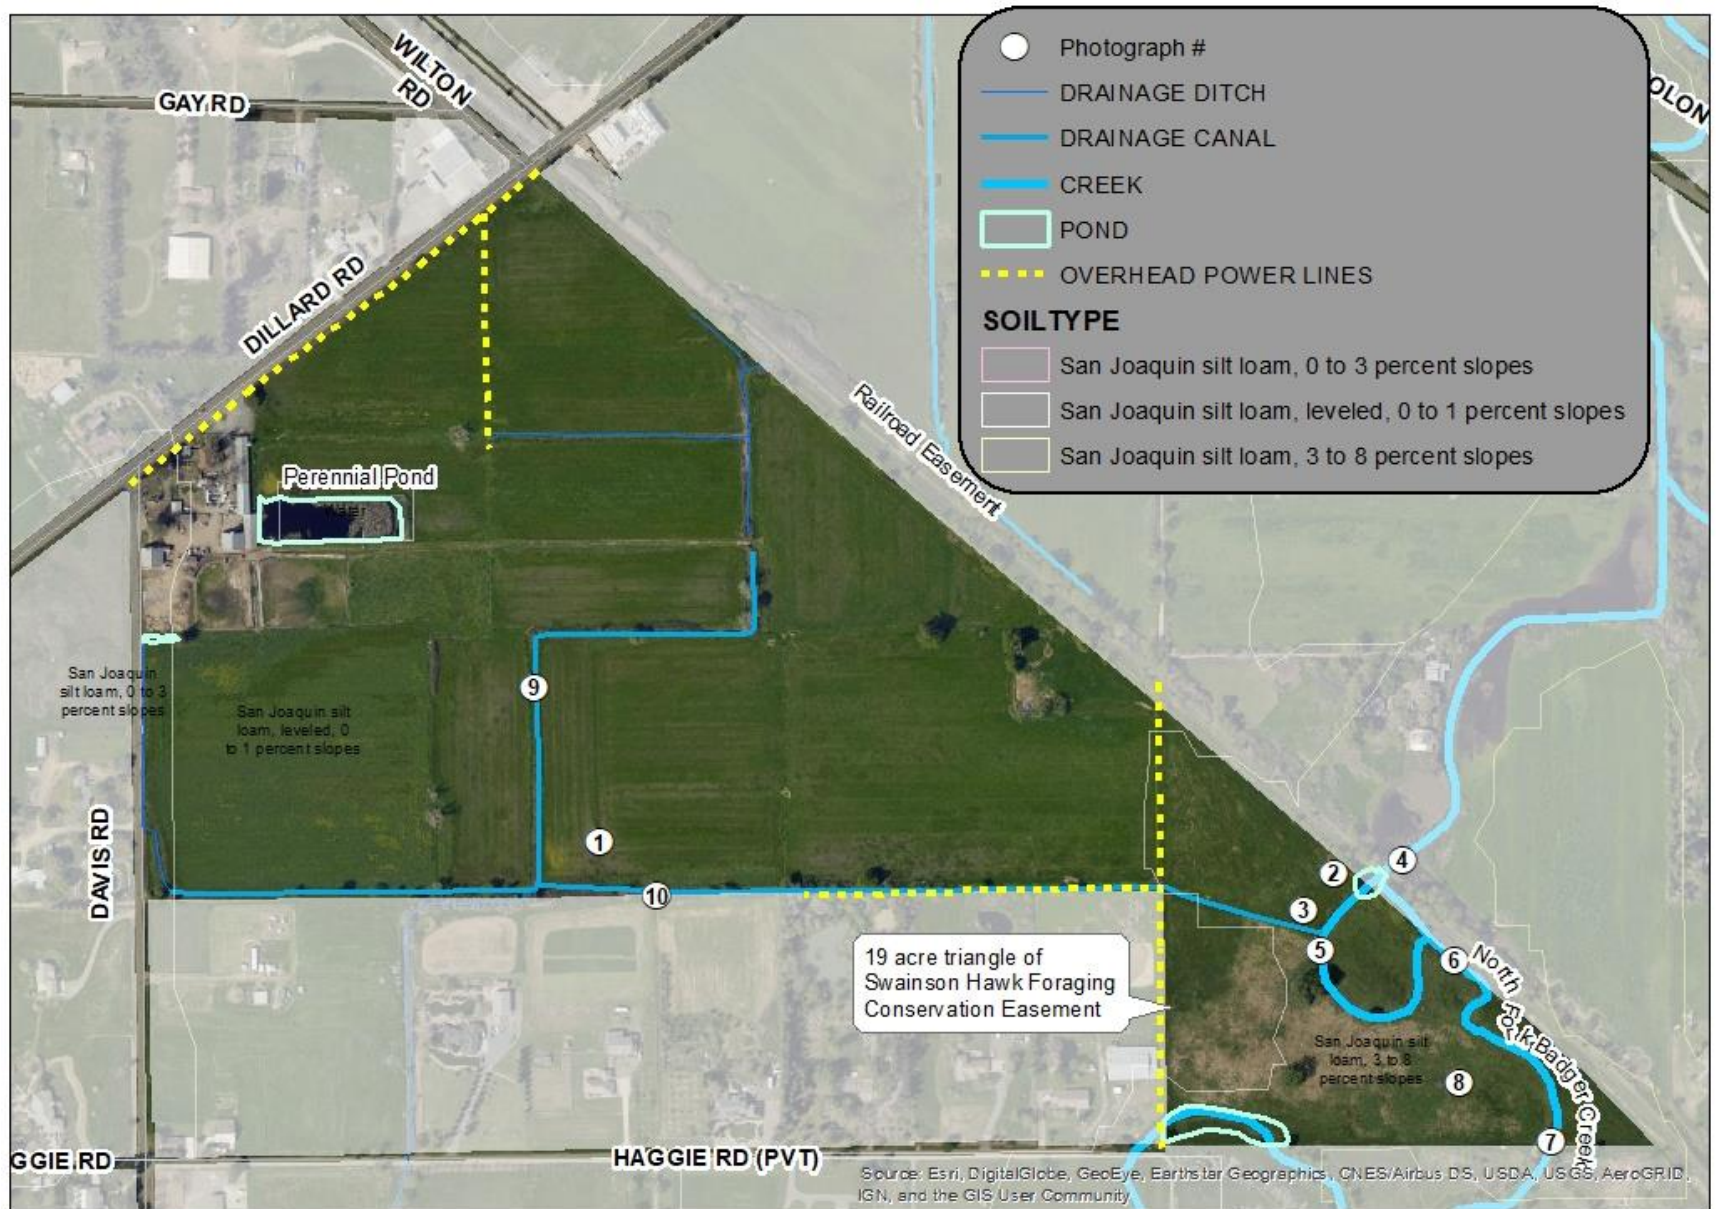 WILTON
RD
GAY RD
DILLARD RD
Photograph #
DRAINAGE DITCH
DRAINAGE CANAL
CREEK
POND
OVERHEAD POWER LINES
SOILTYPE
San Joaquin silt loam, 0 to 3 percent slopes
San Joaquin silt loam, leveled, 0 to 1 percent slopes
San Joaquin silt loam, 3 to 8 percent slopes
OLON
Railroad Easement
Perennial Pond
Water
San Joaquin
silt loam, 0 to 3
percent slopes
San Joaquin silt
loam, leveled, 0
to 1 percent slopes
DAVIS RD
9
1
10
2
4
3
5
6
19 acre triangle of
Swainson Hawk Foraging
Conservation Easement
North Fork Badger Creek
San Joaquin silt
loam, 3 to 8
percent slopes
8
7
GGIE RD
HAGGIE RD (PVT)
Source: Esri, DigitalGlobe, GeoEye, Earthstar Geographics, CNES/Airbus DS, USDA, USGS, AeroGRID,
IGN, and the GIS User Community